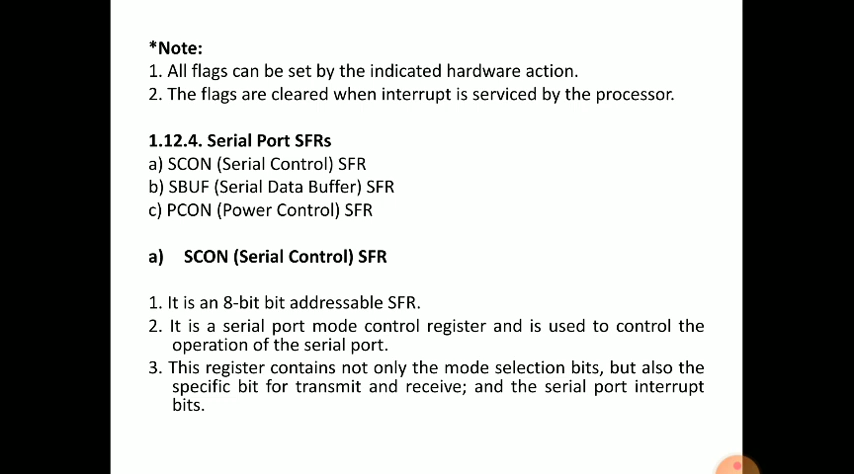 *Note:
1. All flags can be set by the indicated hardware action.
2. The flags are cleared when interrupt is serviced by the processor.
1.12.4. Serial Port SFRs
a) SCON (Serial Control) SFR
b) SBUF (Serial Data Buffer) SFR
c) PCON (Power Control) SFR
a) SCON (Serial Control) SFR
1. It is an 8-bit bit addressable SFR.
2. It is a serial port mode control register and is used to control the
operation of the serial port.
3. This register contains not only the mode selection bits, but also the
specific bit for transmit and receive; and the serial port interrupt
bits.